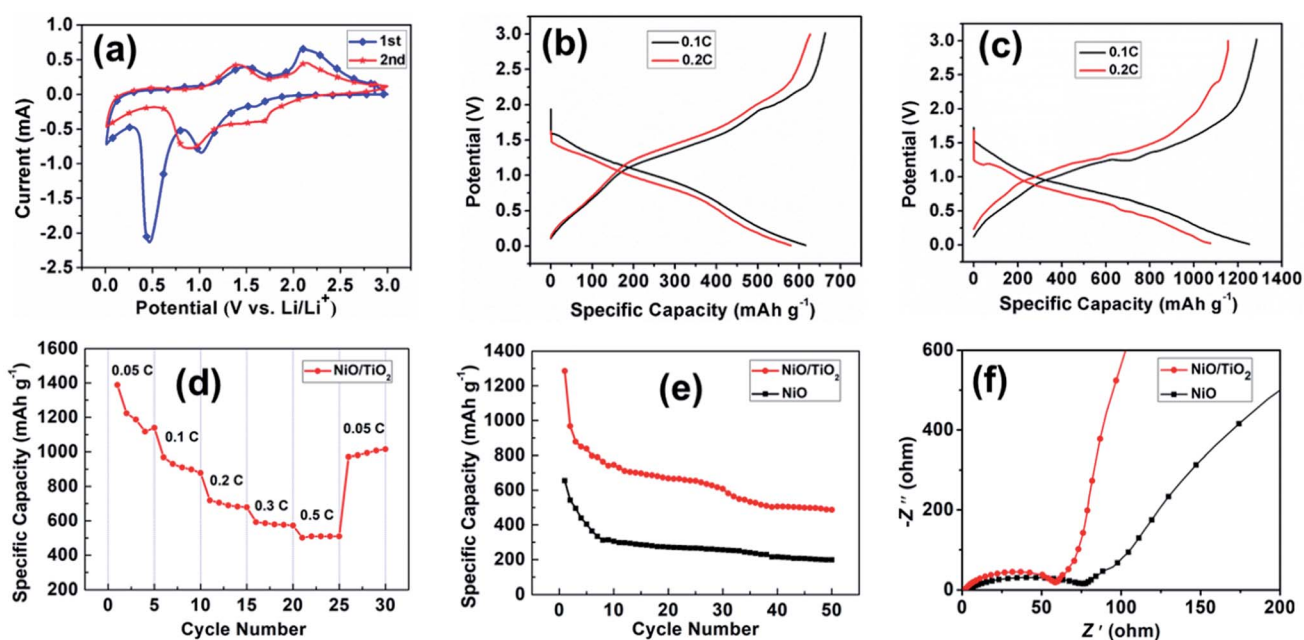 (a)
1st
2nd
1.0
0.5
0.0
-0.5
-1.0
-1.5
-2.0
-2.5
Current (mA)
0.0 0.5 1.0 1.5 2.0 2.5 3.0
Potential (V vs. Li/Li⁺)
(b)
0.1C
0.2C
3.0
2.5
2.0
1.5
1.0
0.5
0.0
Potential (V)
0 100 200 300 400 500 600 700
Specific Capacity (mAh g⁻¹)
(c)
0.1C
0.2C
3.0
2.5
2.0
1.5
1.0
0.5
0.0
Potential (V)
0 200 400 600 800 1000 1200 1400
Specific Capacity (mAh g⁻¹)
(d)
NiO/TiO₂
1600
1400
1200
1000
800
600
400
200
Specific Capacity (mAh g⁻¹)
0.05 C
0.1 C
0.2 C
0.3 C
0.5 C
0.05 C
0 5 10 15 20 25 30
Cycle Number
(e)
NiO/TiO₂
NiO
1400
1200
1000
800
600
400
200
0
Specific Capacity (mAh g⁻¹)
0 10 20 30 40 50
Cycle Number
(f)
NiO/TiO₂
NiO
600
400
200
0
-Z″ (ohm)
0 50 100 150 200
Z′ (ohm)